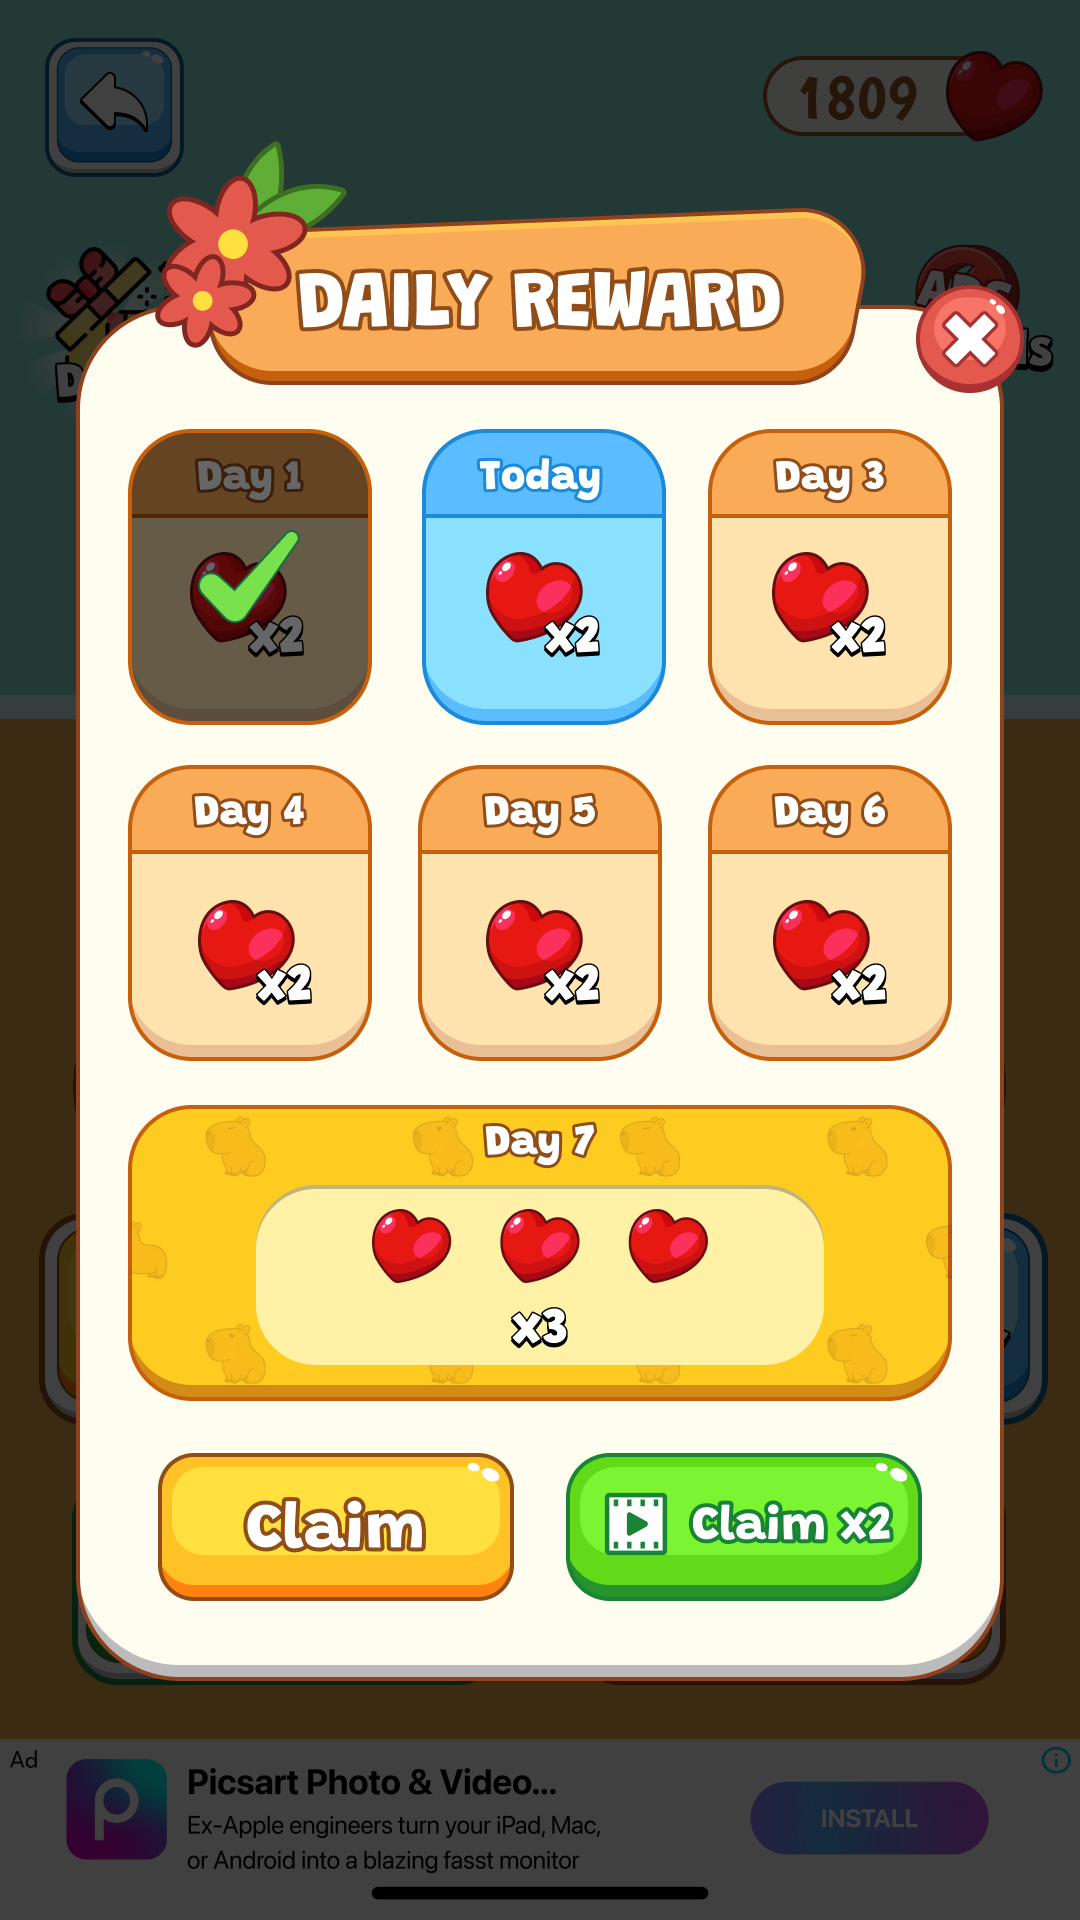 1809
DAILY REWARD
Ads
Day 1
x2
Today
x2
Day 3
x2
Day 4
x2
Day 5
x2
Day 6
x2
Day 7
x3
Claim
Claim x2
Ad
Picsart Photo & Video...
Ex-Apple engineers turn your iPad, Mac,
or Android into a blazing fasst monitor
INSTALL